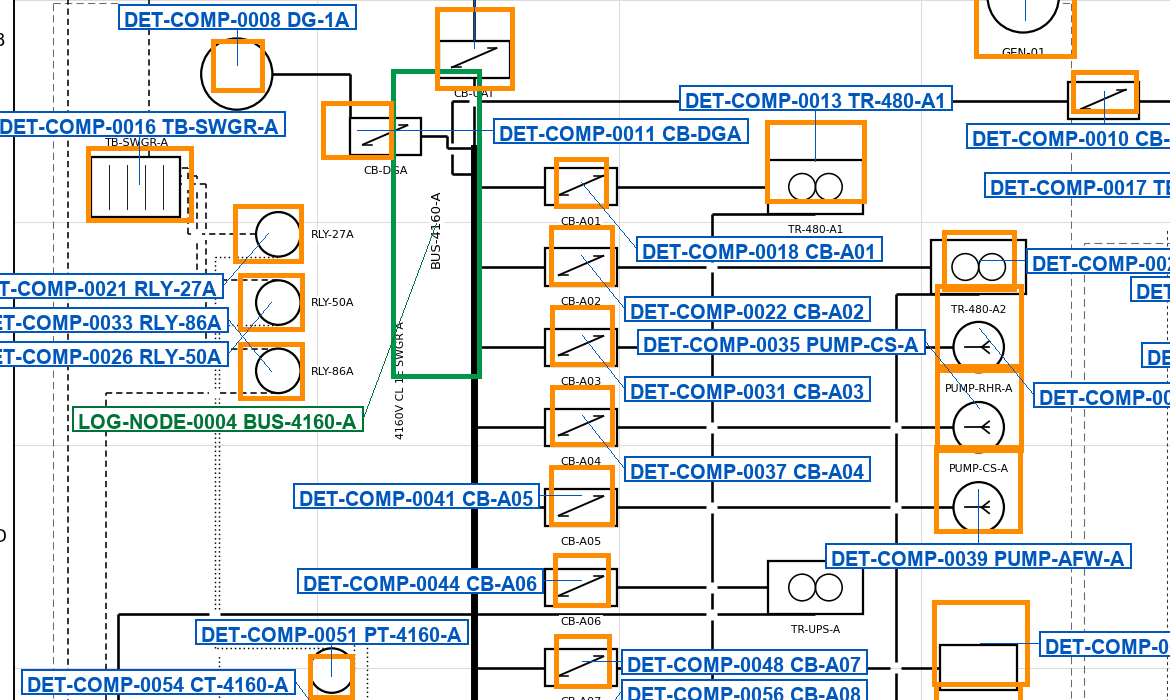 DET-COMP-0008 DG-1A
B
GEN-01
CB-UAT
DET-COMP-0013 TR-480-A1
DET-COMP-0016 TB-SWGR-A
DET-COMP-0011 CB-DGA
DET-COMP-0010 CB-
TB-SWGR-A
CB-DGA
DET-COMP-0017 TB
CB-A01
TR-480-A1
BUS-4160-A
RLY-27A
DET-COMP-0018 CB-A01
DET-COMP-002
T-COMP-0021 RLY-27A
DET
CB-A02
RLY-50A
DET-COMP-0022 CB-A02
TR-480-A2
ET-COMP-0033 RLY-86A
DET-COMP-0035 PUMP-CS-A
ET-COMP-0026 RLY-50A
DE
RLY-86A
CB-A03
PUMP-RHR-A
DET-COMP-0031 CB-A03
DET-COMP-00
4160V CL 1E SWGR A
LOG-NODE-0004 BUS-4160-A
CB-A04
PUMP-CS-A
DET-COMP-0037 CB-A04
DET-COMP-0041 CB-A05
D
CB-A05
DET-COMP-0039 PUMP-AFW-A
DET-COMP-0044 CB-A06
CB-A06
TR-UPS-A
DET-COMP-0051 PT-4160-A
DET-COMP-0
DET-COMP-0048 CB-A07
DET-COMP-0054 CT-4160-A
DET-COMP-0056 CB-A08
CB-A07